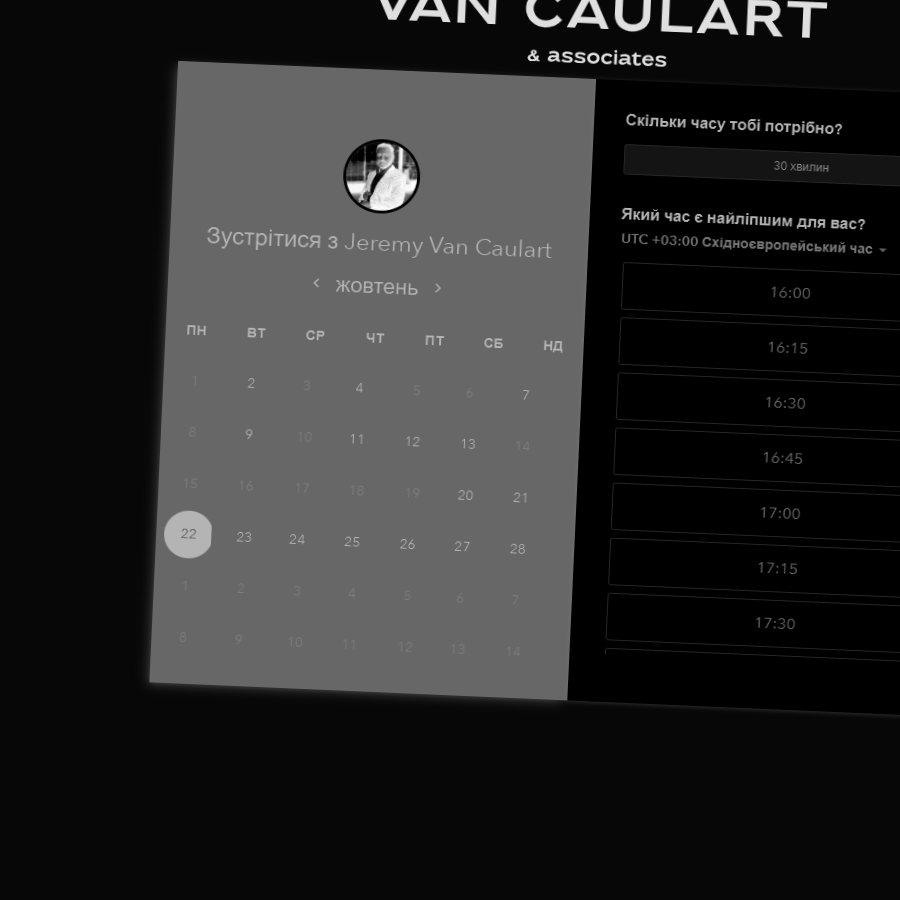 VAN CAULART
& associates
Зустрітися з Jeremy Van Caulart
‹ жовтень ›
ПН ВТ СР ЧТ ПТ СБ НД
1 2 3 4 5 6 7
8 9 10 11 12 13 14
15 16 17 18 19 20 21
22 23 24 25 26 27 28
1 2 3 4 5 6 7
8 9 10 11 12 13 14
Скільки часу тобі потрібно?
30 хвилин
Який час є найліпшим для вас?
UTC +03:00 Східноєвропейський час
16:00
16:15
16:30
16:45
17:00
17:15
17:30